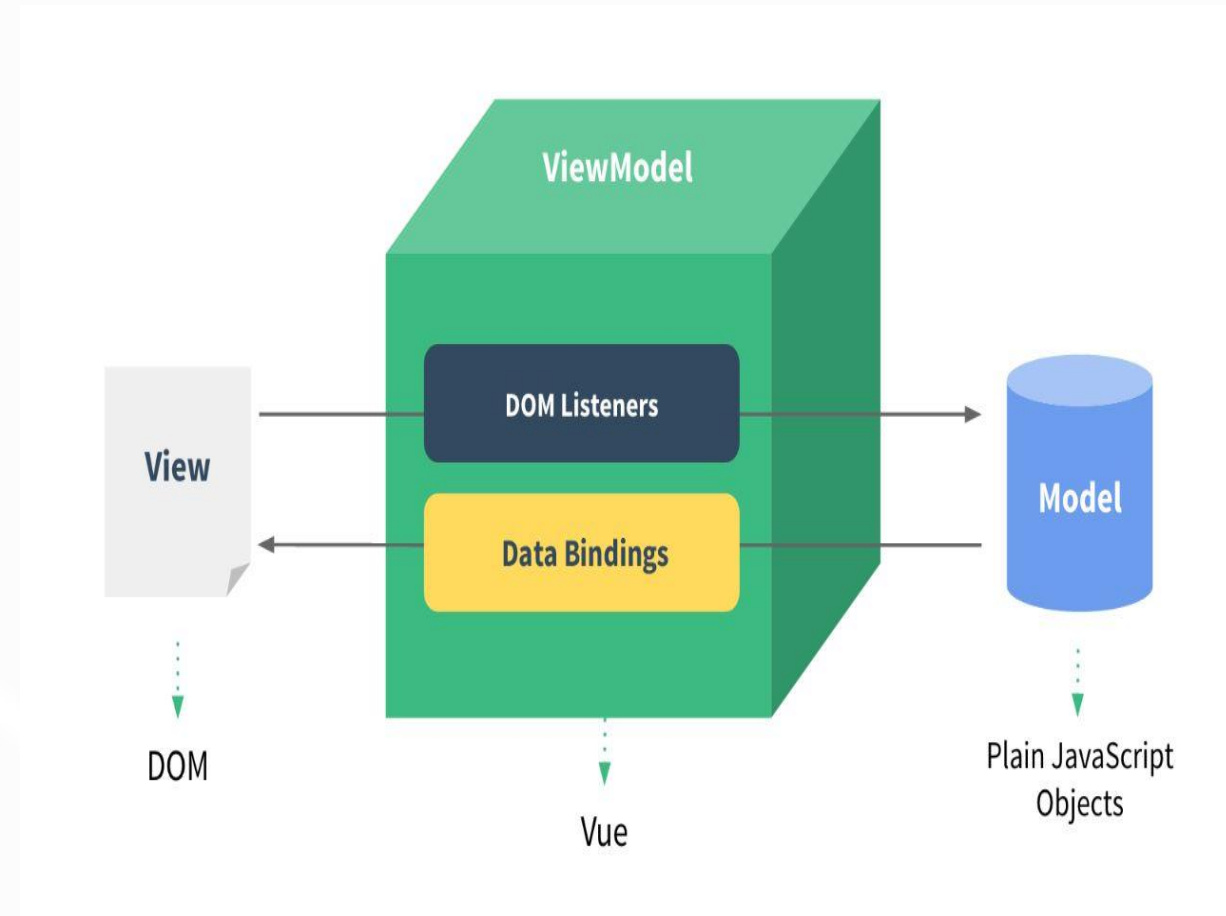 ViewModel
DOM Listeners
View
Data Bindings
Model
DOM
Vue
Plain JavaScript
Objects